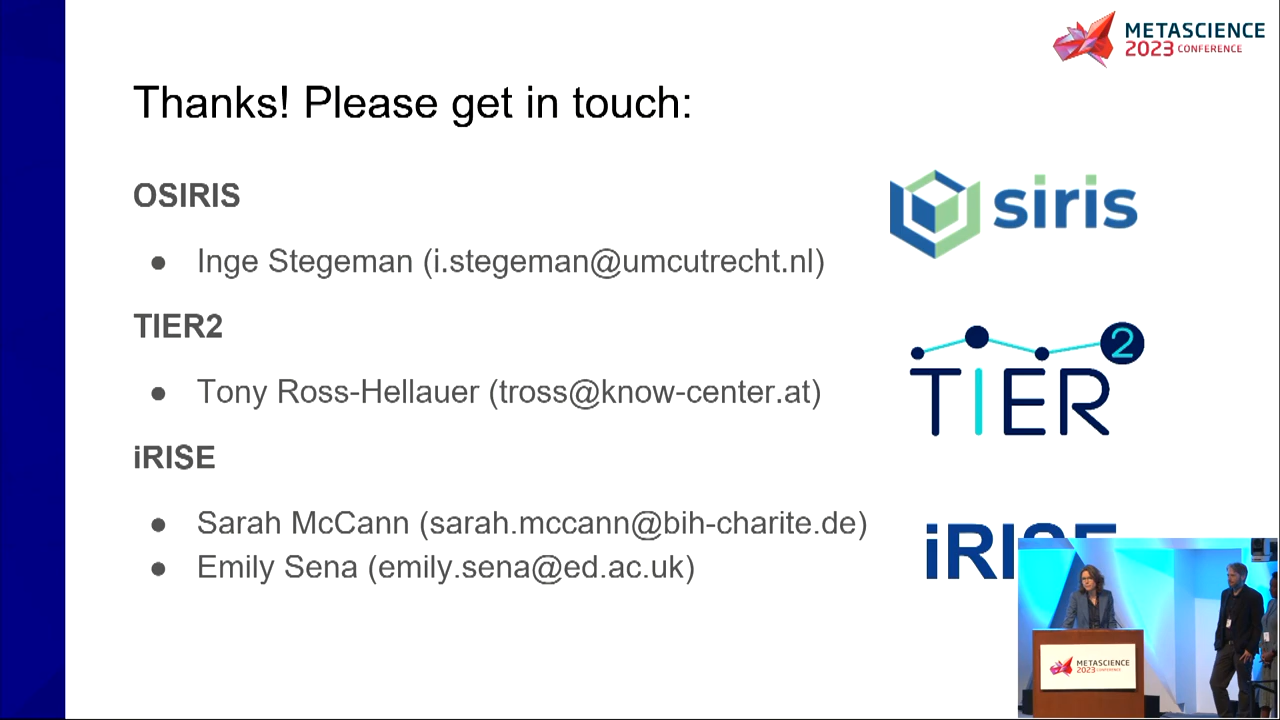 METASCIENCE
2023 CONFERENCE
Thanks! Please get in touch:
OSIRIS
siris
● Inge Stegeman (i.stegeman@umcutrecht.nl)
TIER2
2
TIER
● Tony Ross-Hellauer (tross@know-center.at)
iRISE
● Sarah McCann (sarah.mccann@bih-charite.de)
iRISE
● Emily Sena (emily.sena@ed.ac.uk)
METASCIENCE
2023 CONFERENCE